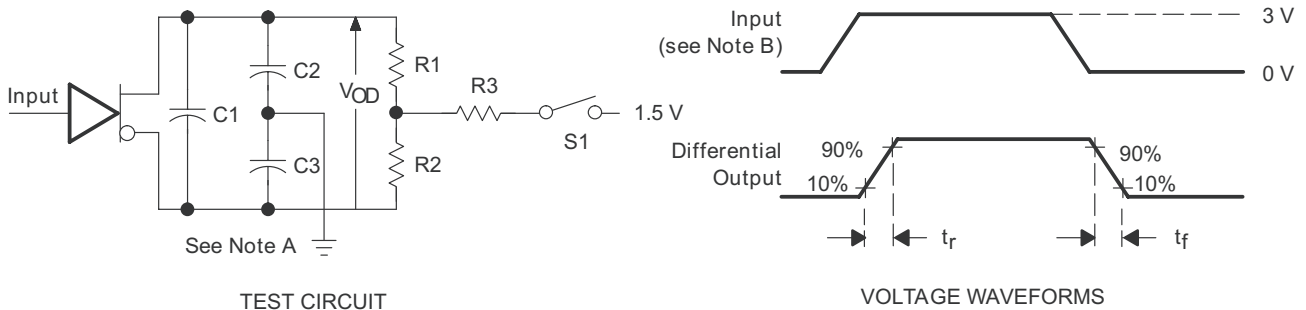 Input
C1
C2
C3
VOD
R1
R2
R3
S1
1.5 V
See Note A
TEST CIRCUIT
Input
(see Note B)
3 V
0 V
Differential
Output
90%
10%
90%
10%
tr
tf
VOLTAGE WAVEFORMS